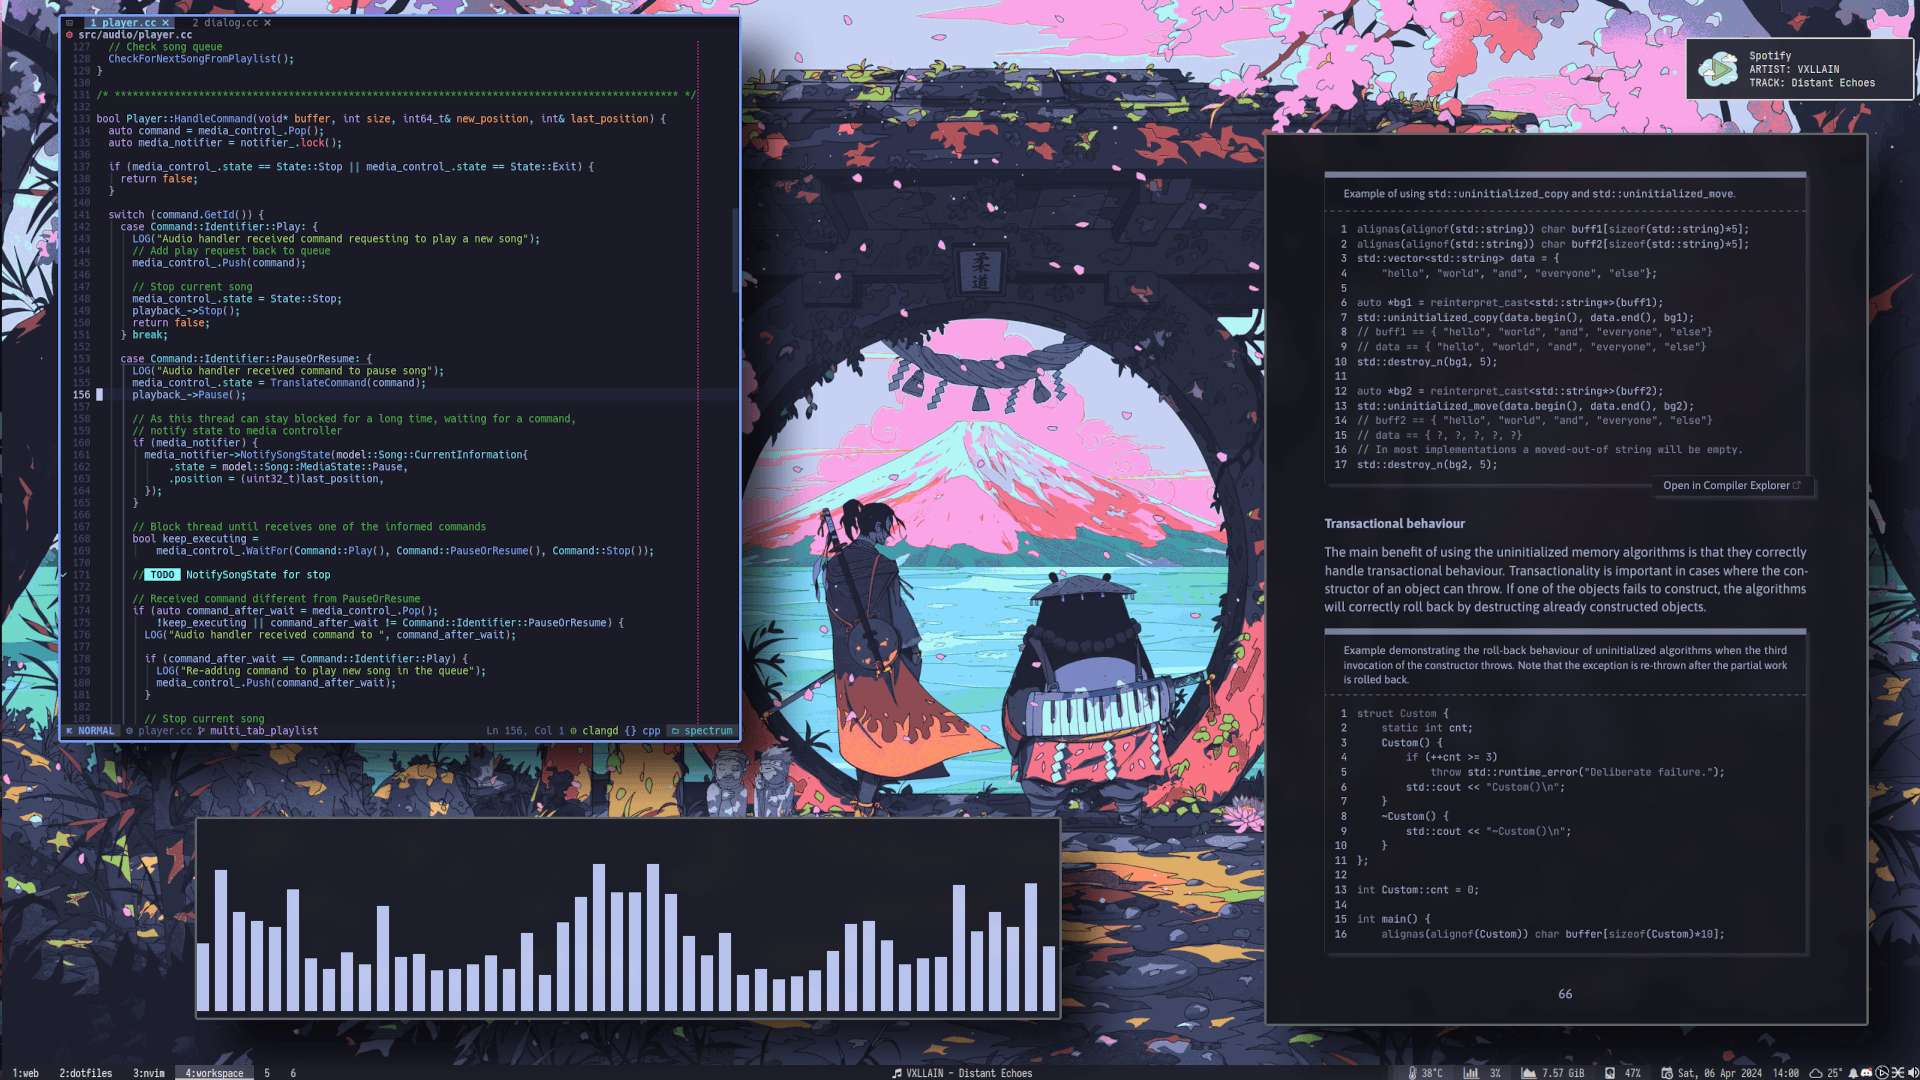 1 player.cc ×
2 dialog.cc ×
src/audio/player.cc
127 // Check song queue
128 CheckForNextSongFromPlaylist();
129 }
130
131 /* ********************************************************************************************** */
132
133 bool Player::HandleCommand(void* buffer, int size, int64_t& new_position, int& last_position) {
134 auto command = media_control_.Pop();
135 auto media_notifier = notifier_.lock();
136
137 if (media_control_.state == State::Stop || media_control_.state == State::Exit) {
138 return false;
139 }
140
141 switch (command.GetId()) {
142 case Command::Identifier::Play: {
143 LOG("Audio handler received command requesting to play a new song");
144 // Add play request back to queue
145 media_control_.Push(command);
146
147 // Stop current song
148 media_control_.state = State::Stop;
149 playback_->Stop();
150 return false;
151 } break;
152
153 case Command::Identifier::PauseOrResume: {
154 LOG("Audio handler received command to pause song");
155 media_control_.state = TranslateCommand(command);
156 playback_->Pause();
157
158 // As this thread can stay blocked for a long time, waiting for a command,
159 // notify state to media controller
160 if (media_notifier) {
161 media_notifier->NotifySongState(model::Song::CurrentInformation{
162 .state = model::Song::MediaState::Pause,
163 .position = (uint32_t)last_position,
164 });
165 }
166
167 // Block thread until receives one of the informed commands
168 bool keep_executing =
169 media_control_.WaitFor(Command::Play(), Command::PauseOrResume(), Command::Stop());
170
171 // TODO NotifySongState for stop
172
173 // Received command different from PauseOrResume
174 if (auto command_after_wait = media_control_.Pop();
175 !keep_executing || command_after_wait != Command::Identifier::PauseOrResume) {
176 LOG("Audio handler received command to ", command_after_wait);
177
178 if (command_after_wait == Command::Identifier::Play) {
179 LOG("Re-adding command to play new song in the queue");
180 media_control_.Push(command_after_wait);
181 }
182
183 // Stop current song
NORMAL player.cc multi_tab_playlist Ln 156, Col 1 clangd {} cpp spectrum
Spotify
ARTIST: VXLLAIN
TRACK: Distant Echoes
柔
道
Example of using std::uninitialized_copy and std::uninitialized_move.
1 alignas(alignof(std::string)) char buff1[sizeof(std::string)*5];
2 alignas(alignof(std::string)) char buff2[sizeof(std::string)*5];
3 std::vector<std::string> data = {
4 "hello", "world", "and", "everyone", "else"};
5
6 auto *bg1 = reinterpret_cast<std::string*>(buff1);
7 std::uninitialized_copy(data.begin(), data.end(), bg1);
8 // buff1 == { "hello", "world", "and", "everyone", "else"}
9 // data == { "hello", "world", "and", "everyone", "else"}
10 std::destroy_n(bg1, 5);
11
12 auto *bg2 = reinterpret_cast<std::string*>(buff2);
13 std::uninitialized_move(data.begin(), data.end(), bg2);
14 // buff2 == { "hello", "world", "and", "everyone", "else"}
15 // data == { ?, ?, ?, ?, ?}
16 // In most implementations a moved-out-of string will be empty.
17 std::destroy_n(bg2, 5);
Open in Compiler Explorer
Transactional behaviour
The main benefit of using the uninitialized memory algorithms is that they correctly
handle transactional behaviour. Transactionality is important in cases where the con-
structor of an object can throw. If one of the objects fails to construct, the algorithms
will correctly roll back by destructing already constructed objects.
Example demonstrating the roll-back behaviour of uninitialized algorithms when the third
invocation of the constructor throws. Note that the exception is re-thrown after the partial work
is rolled back.
1 struct Custom {
2 static int cnt;
3 Custom() {
4 if (++cnt >= 3)
5 throw std::runtime_error("Deliberate failure.");
6 std::cout << "Custom()\n";
7 }
8 ~Custom() {
9 std::cout << "~Custom()\n";
10 }
11 };
12
13 int Custom::cnt = 0;
14
15 int main() {
16 alignas(alignof(Custom)) char buffer[sizeof(Custom)*10];
66
1:web 2:dotfiles 3:nvim 4:workspace 5 6
VXLLAIN - Distant Echoes
38°C 3% 7.57 GiB 47% Sat, 06 Apr 2024 14:00 25°